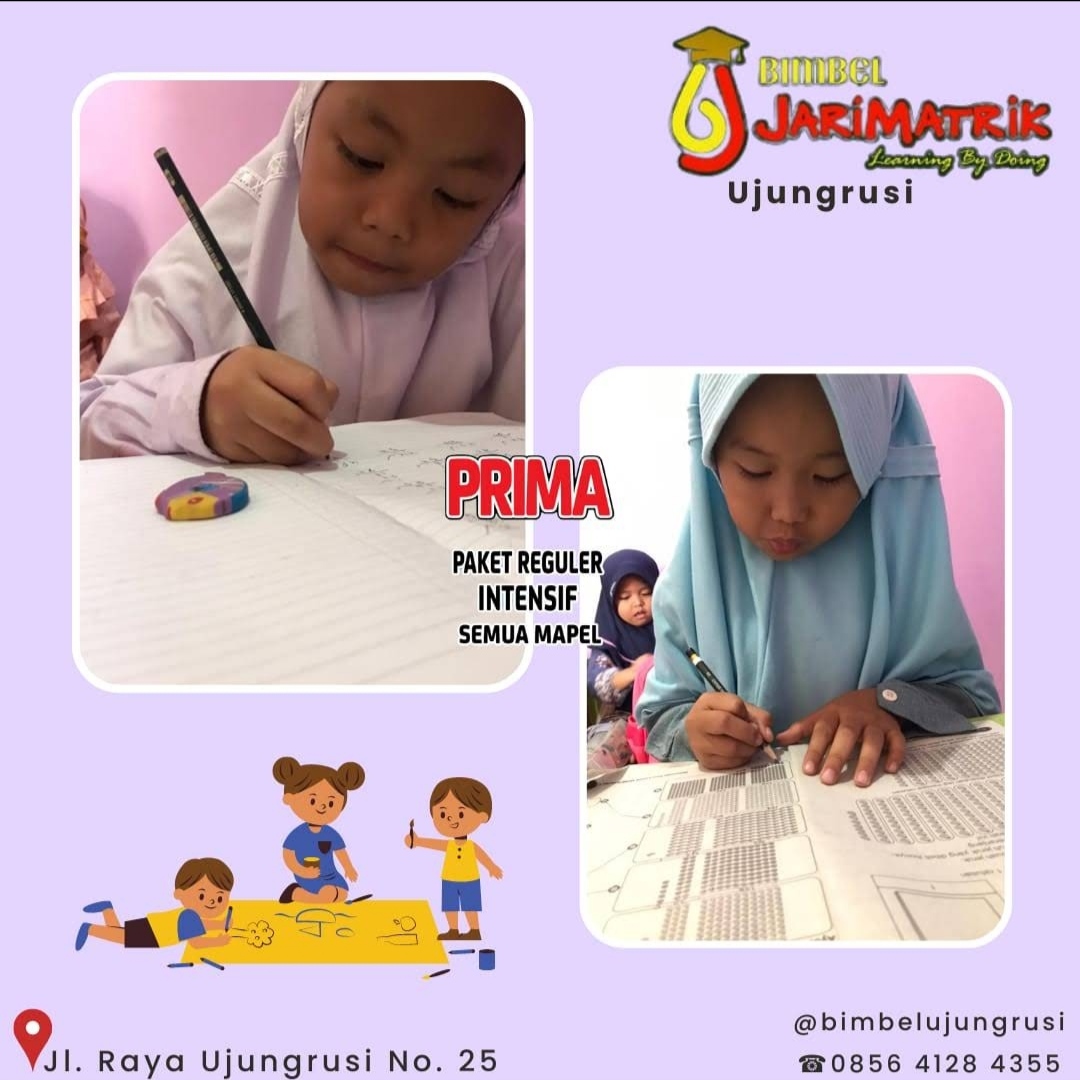 BIMBEL
JARIMATRIK
Learning By Doing
Ujungrusi
PRIMA
PAKET REGULER
INTENSIF
SEMUA MAPEL
Jl. Raya Ujungrusi No. 25
@bimbelujungrusi
☎0856 4128 4355